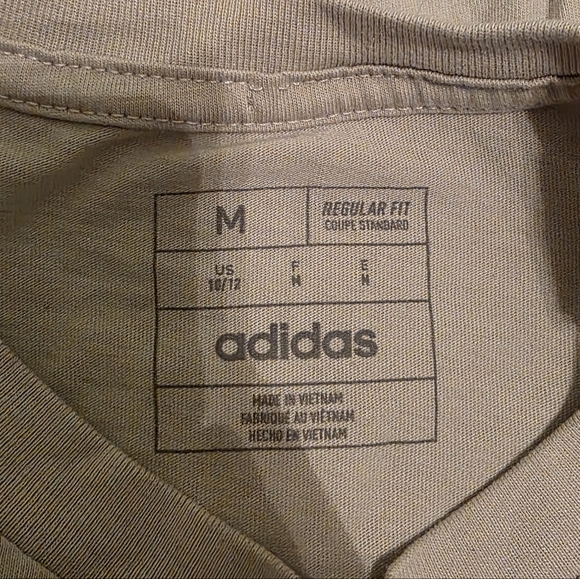 M
REGULAR FIT
COUPE STANDARD
US
10/12
F
M
E
M
adidas
MADE IN VIETNAM
FABRIQUÉ AU VIÊTNAM
HECHO EN VIETNAM